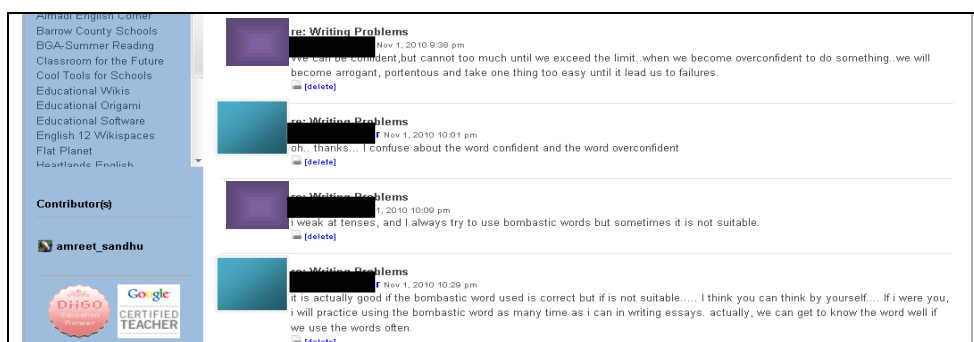 Almadi English Corner
Barrow County Schools
BGA-Summer Reading
Classroom for the Future
Cool Tools for Schools
Educational Wikis
Educational Origami
Educational Software
English 12 Wikispaces
Flat Planet
Heartlands English
Contributor(s)
amreet_sandhu
DiiGO
Education
Pioneer
Google
CERTIFIED
TEACHER
re: Writing Problems
Nov 1, 2010 9:38 pm
We can be confident,but cannot too much until we exceed the limit..when we become overconfident to do something..we will
become arrogant, portentous and take one thing too easy until it lead us to failures.
[delete]
re: Writing Problems
r Nov 1, 2010 10:01 pm
oh.. thanks... I confuse about the word confident and the word overconfident
[delete]
re: Writing Problems
1, 2010 10:09 pm
i weak at tenses, and I always try to use bombastic words but sometimes it is not suitable.
[delete]
re: Writing Problems
r Nov 1, 2010 10:29 pm
it is actually good if the bombastic word used is correct but if is not suitable..... I think you can think by yourself.... If i were you,
i will practice using the bombastic word as many time as i can in writing essays. actually, we can get to know the word well if
we use the words often.
[delete]